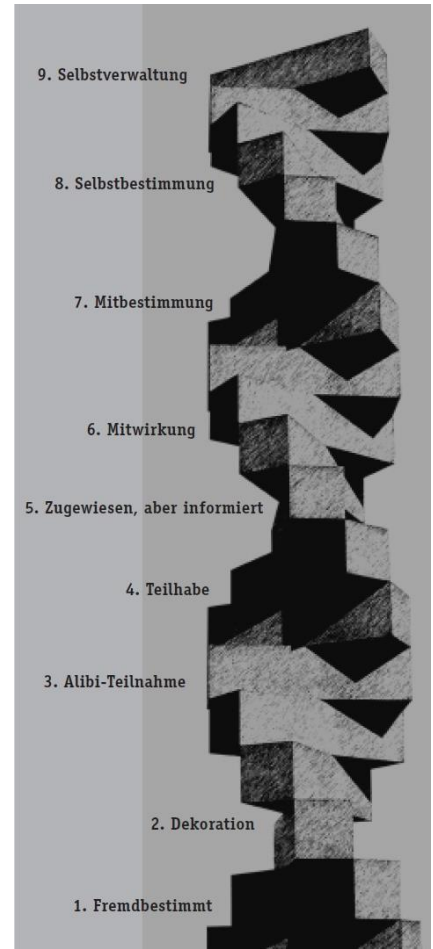 9. Selbstverwaltung
8. Selbstbestimmung
7. Mitbestimmung
6. Mitwirkung
5. Zugewiesen, aber informiert
4. Teilhabe
3. Alibi-Teilnahme
2. Dekoration
1. Fremdbestimmt